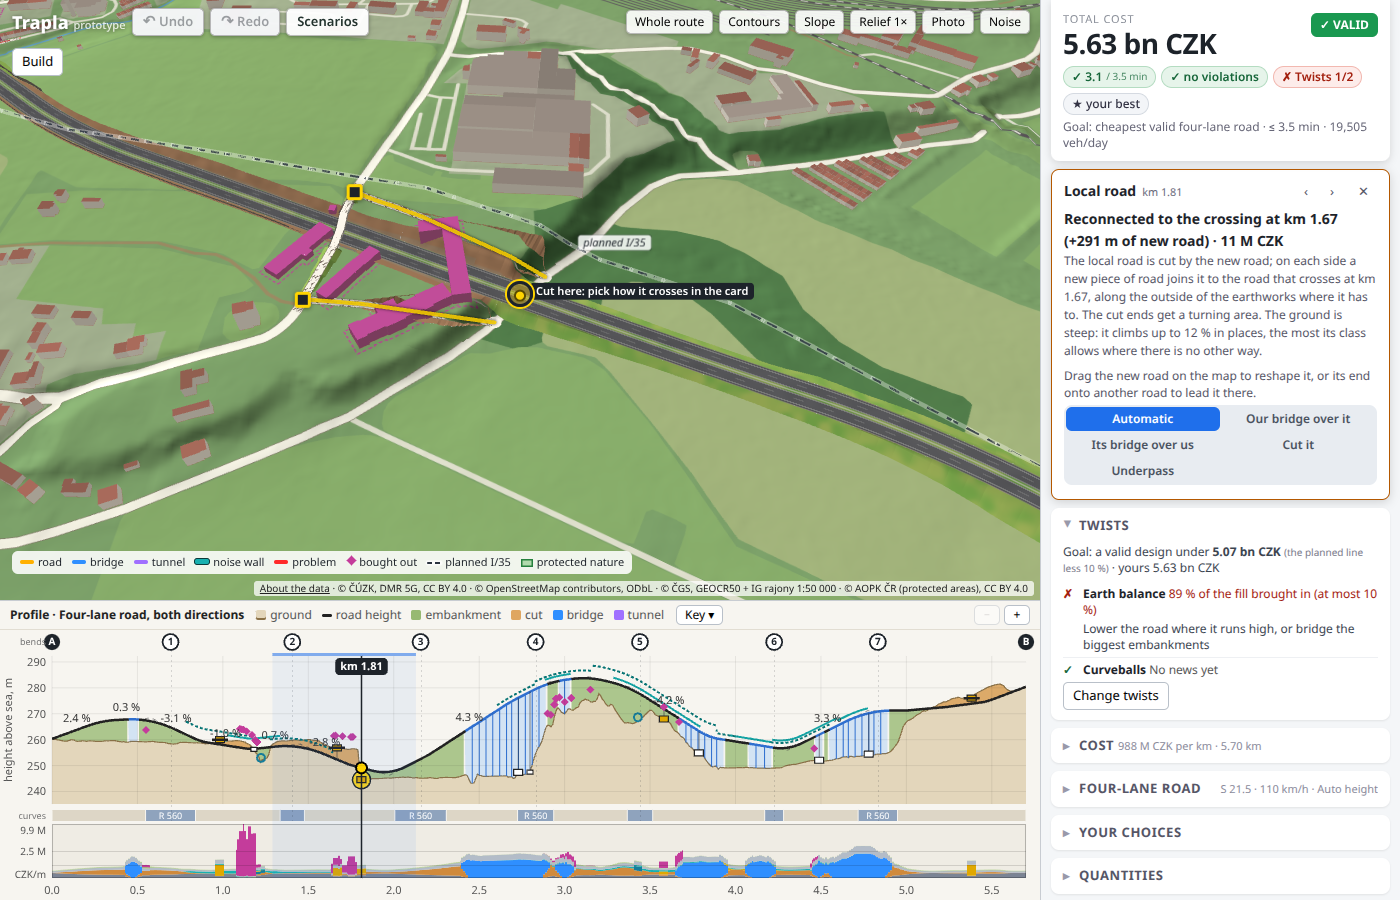 Trapla prototype
↶ Undo
↷ Redo
Scenarios
Whole route
Contours
Slope
Relief 1×
Photo
Noise
Build
planned I/35
Cut here: pick how it crosses in the card
road
bridge
tunnel
noise wall
problem
bought out
planned I/35
protected nature
About the data · © ČÚZK, DMR 5G, CC BY 4.0 · © OpenStreetMap contributors, ODbL · © ČGS, GEOCR50 + IG rajony 1:50 000 · © AOPK ČR (protected areas), CC BY 4.0
TOTAL COST
✓ VALID
5.63 bn CZK
✓ 3.1 / 3.5 min
✓ no violations
✗ Twists 1/2
★ your best
Goal: cheapest valid four-lane road · ≤ 3.5 min · 19,505
veh/day
Local road km 1.81
‹ › ✕
Reconnected to the crossing at km 1.67
(+291 m of new road) · 11 M CZK
The local road is cut by the new road; on each side a
new piece of road joins it to the road that crosses at km
1.67, along the outside of the earthworks where it has
to. The cut ends get a turning area. The ground is
steep: it climbs up to 12 % in places, the most its class
allows where there is no other way.
Drag the new road on the map to reshape it, or its end
onto another road to lead it there.
Automatic
Our bridge over it
Its bridge over us
Cut it
Underpass
▼ TWISTS
Goal: a valid design under 5.07 bn CZK (the planned line
less 10 %) · yours 5.63 bn CZK
✗ Earth balance 89 % of the fill brought in (at most 10
%)
Lower the road where it runs high, or bridge the
biggest embankments
✓ Curveballs No news yet
Change twists
▶ COST 988 M CZK per km · 5.70 km
▶ FOUR-LANE ROAD S 21.5 · 110 km/h · Auto height
▶ YOUR CHOICES
▶ QUANTITIES
Profile · Four-lane road, both directions
ground
road height
embankment
cut
bridge
tunnel
Key ▾
−
+
bends
A 1 2 3 4 5 6 7 B
km 1.81
height above sea, m
290
280
270
260
250
240
2.4 %
0.3 %
-3.1 %
0.7 %
-2.8 %
4.3 %
-4.2 %
3.3 %
curves
R 560
R 560
R 560
R 560
9.9 M
2.5 M
CZK/m
0.0 0.5 1.0 1.5 2.0 2.5 3.0 3.5 4.0 4.5 5.0 5.5